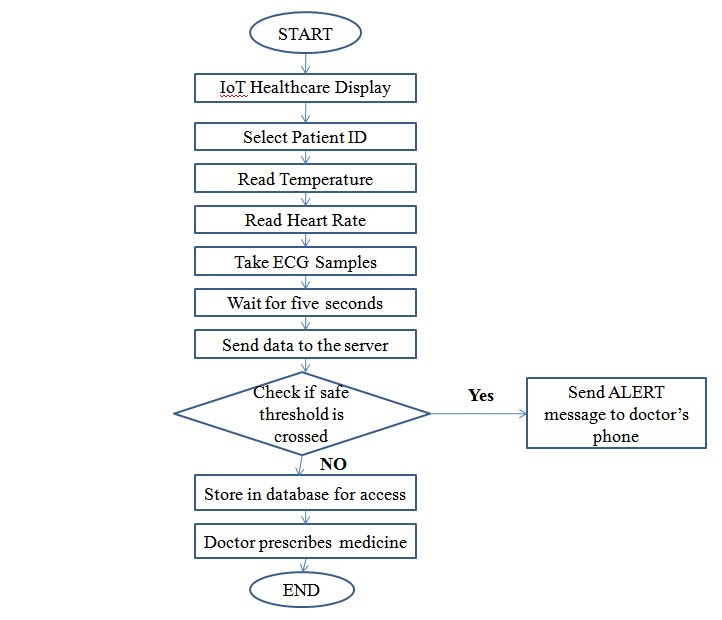 START
IoT Healthcare Display
Select Patient ID
Read Temperature
Read Heart Rate
Take ECG Samples
Wait for five seconds
Send data to the server
Check if safe
threshold is
crossed
Yes
Send ALERT
message to doctor's
phone
NO
Store in database for access
Doctor prescribes medicine
END